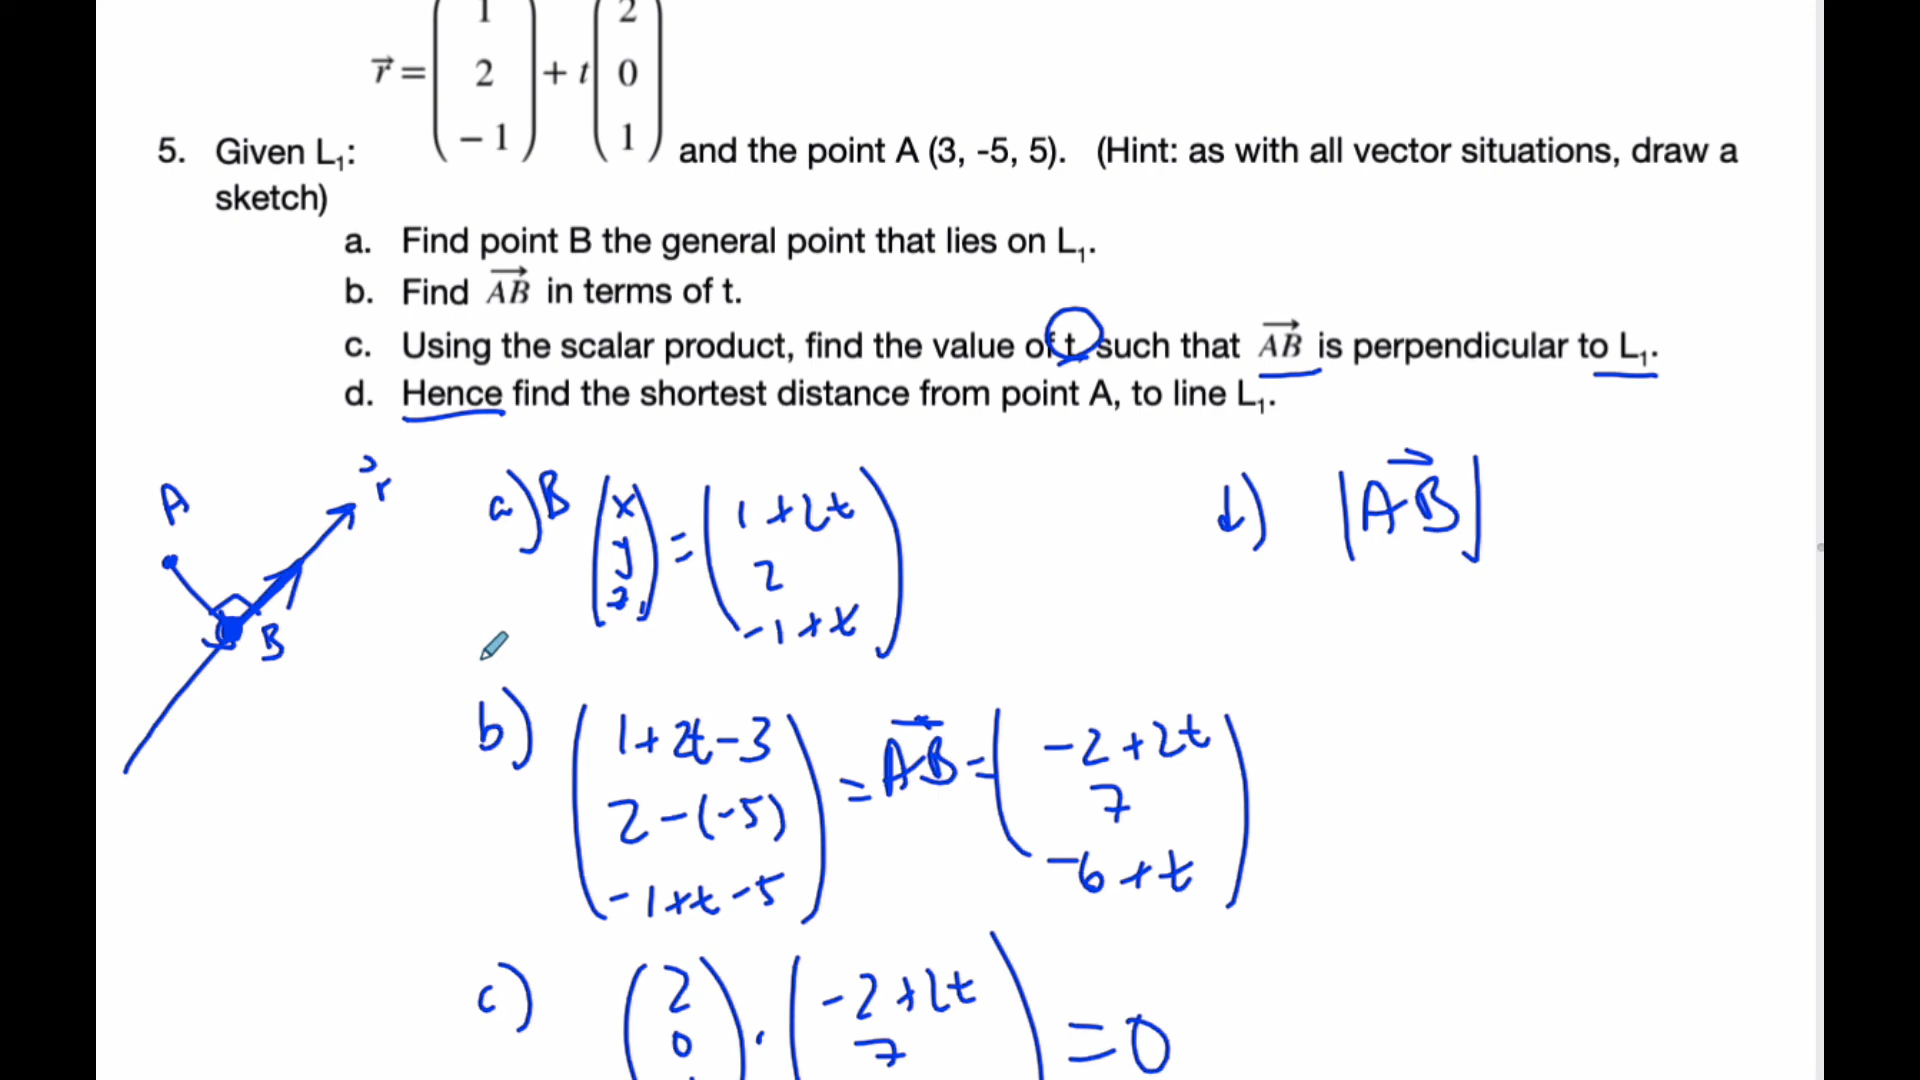 r⃗ = ( 1 2 -1 ) + t ( 2 0 1 )
5. Given L₁: and the point A (3, -5, 5). (Hint: as with all vector situations, draw a
sketch)
a. Find point B the general point that lies on L₁.
b. Find AB⃗ in terms of t.
c. Using the scalar product, find the value of t, such that AB⃗ is perpendicular to L₁.
d. Hence find the shortest distance from point A, to line L₁.
A
r⃗
B
a) B ( x y z ) = ( 1+2t 2 -1+t )
d) |AB⃗|
b) ( 1+2t-3 2-(-5) -1+t-5 ) = AB⃗ = ( -2+2t 7 -6+t )
c) ( 2 0 ) · ( -2+2t 7 ) = 0